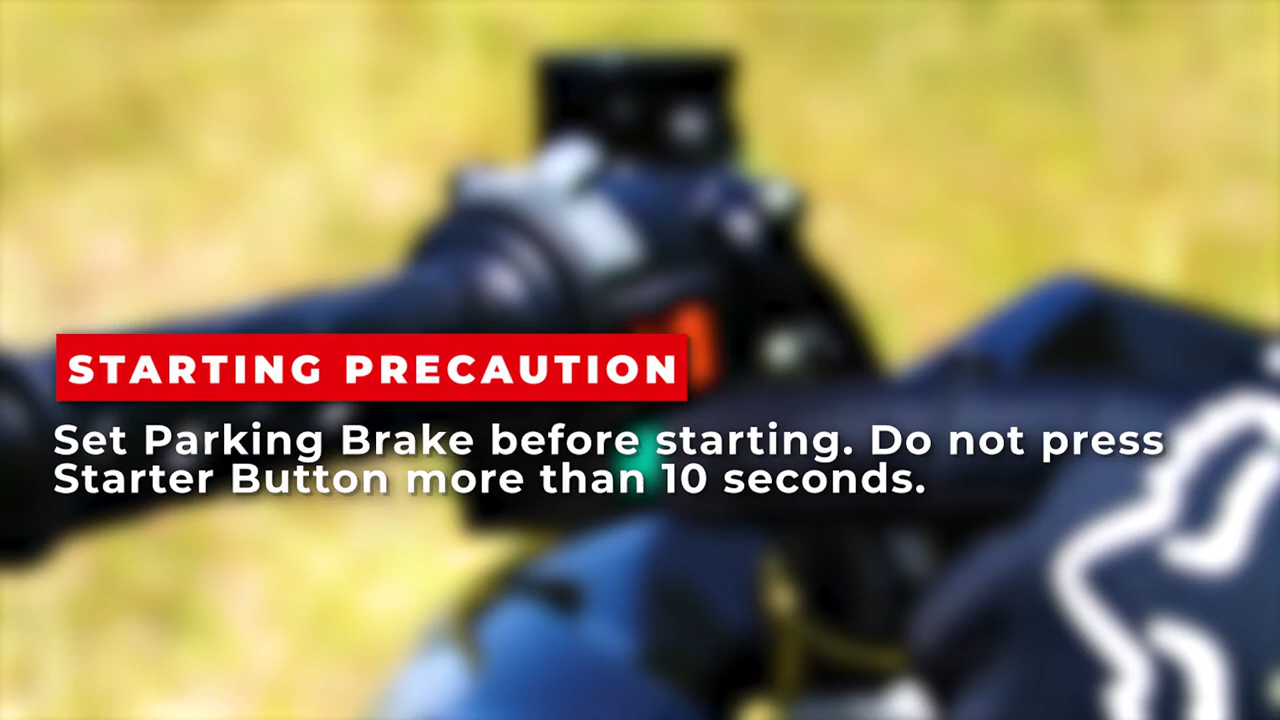 STARTING PRECAUTION
Set Parking Brake before starting. Do not press
Starter Button more than 10 seconds.